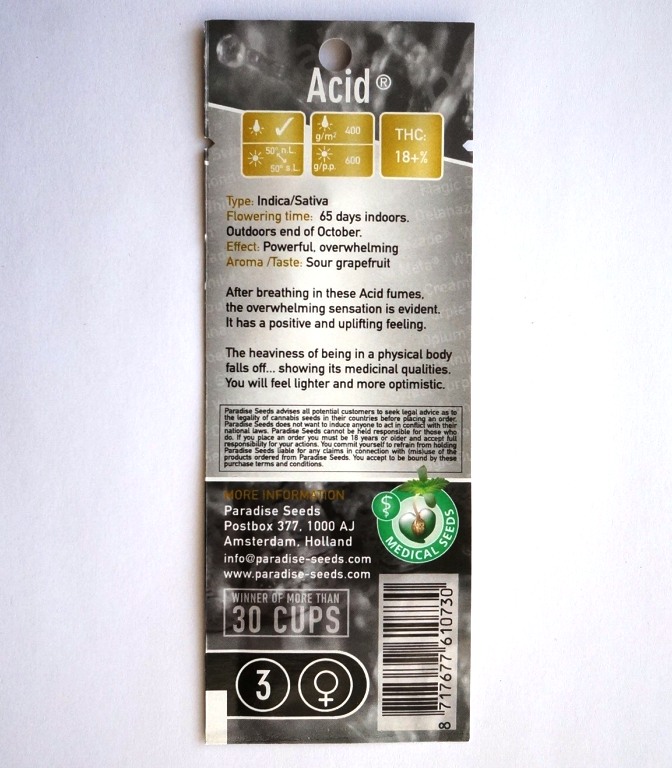 Acid®
g/m² 400
THC:
18+%
50° n.L.
50° s.L.
g/p.p. 600
Type: Indica/Sativa
Flowering time: 65 days indoors.
Outdoors end of October.
Effect: Powerful, overwhelming
Aroma /Taste: Sour grapefruit
After breathing in these Acid fumes,
the overwhelming sensation is evident.
It has a positive and uplifting feeling.
The heaviness of being in a physical body
falls off... showing its medicinal qualities.
You will feel lighter and more optimistic.
Paradise Seeds advises all potential customers to seek legal advice as to
the legality of cannabis seeds in their countries before placing an order.
Paradise Seeds does not want to induce anyone to act in conflict with their
national laws. Paradise Seeds cannot be held responsible for those who
do. If you place an order you must be 18 years or older and accept full
responsibility for your actions. You commit yourself to refrain from holding
Paradise Seeds liable for any claims in connection with (mis)use of the
products ordered from Paradise Seeds. You accept to be bound by these
purchase terms and conditions.
MORE INFORMATION
Paradise Seeds
Postbox 377, 1000 AJ
Amsterdam, Holland
info@paradise-seeds.com
www.paradise-seeds.com
MEDICAL SEEDS
WINNER OF MORE THAN
30 CUPS
3
8 717677 610730